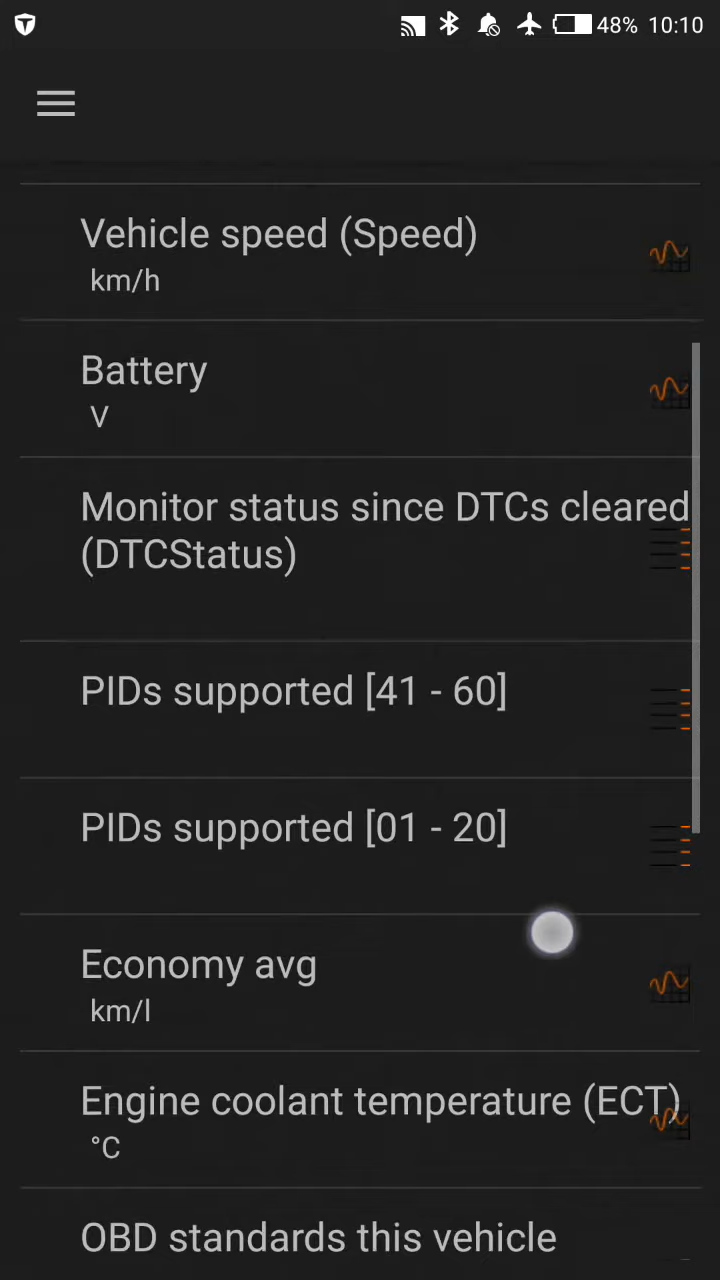 48% 10:10
Vehicle speed (Speed)
km/h
Battery
V
Monitor status since DTCs cleared
(DTCStatus)
PIDs supported [41 - 60]
PIDs supported [01 - 20]
Economy avg
km/l
Engine coolant temperature (ECT)
°C
OBD standards this vehicle